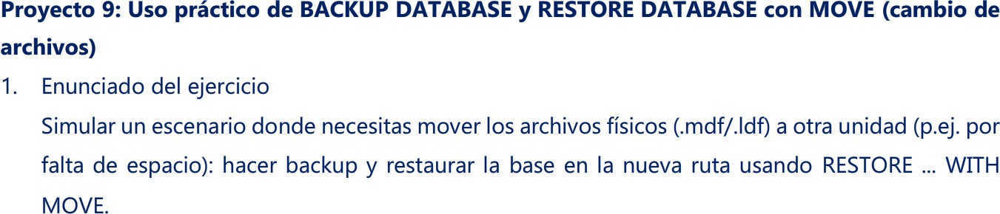 Proyecto 9: Uso práctico de BACKUP DATABASE y RESTORE DATABASE con MOVE (cambio de
archivos)
1. Enunciado del ejercicio
Simular un escenario donde necesitas mover los archivos físicos (.mdf/.ldf) a otra unidad (p.ej. por
falta de espacio): hacer backup y restaurar la base en la nueva ruta usando RESTORE ... WITH
MOVE.